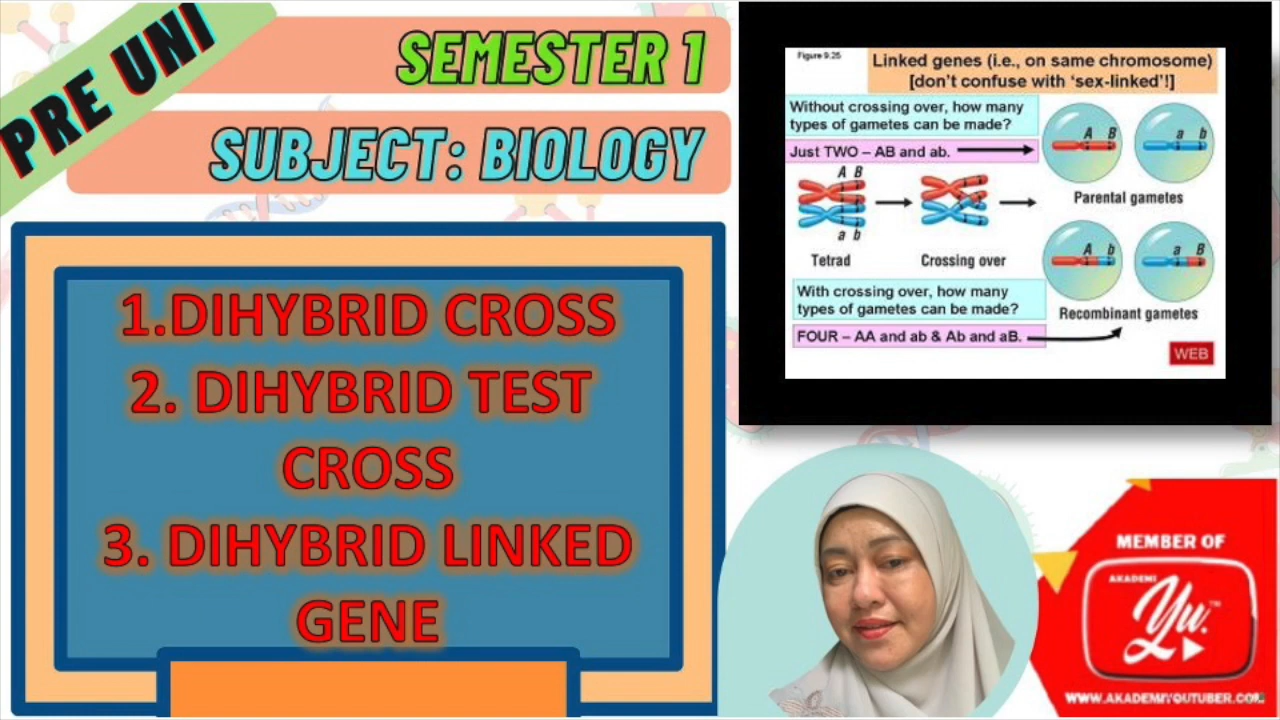 PRE UNI
SEMESTER 1
SUBJECT: BIOLOGY
1.DIHYBRID CROSS
2. DIHYBRID TEST
CROSS
3. DIHYBRID LINKED
GENE
Figure 9.25
Linked genes (i.e., on same chromosome)
[don't confuse with 'sex-linked'!]
Without crossing over, how many
types of gametes can be made?
Just TWO – AB and ab.
A B
a b
A B
a b
Parental gametes
Tetrad
Crossing over
A b
a B
With crossing over, how many
types of gametes can be made?
Recombinant gametes
FOUR – AA and ab & Ab and aB.
WEB
MEMBER OF
AKADEMI
Yu.
TM
WWW.AKADEMIYOUTUBER.COM